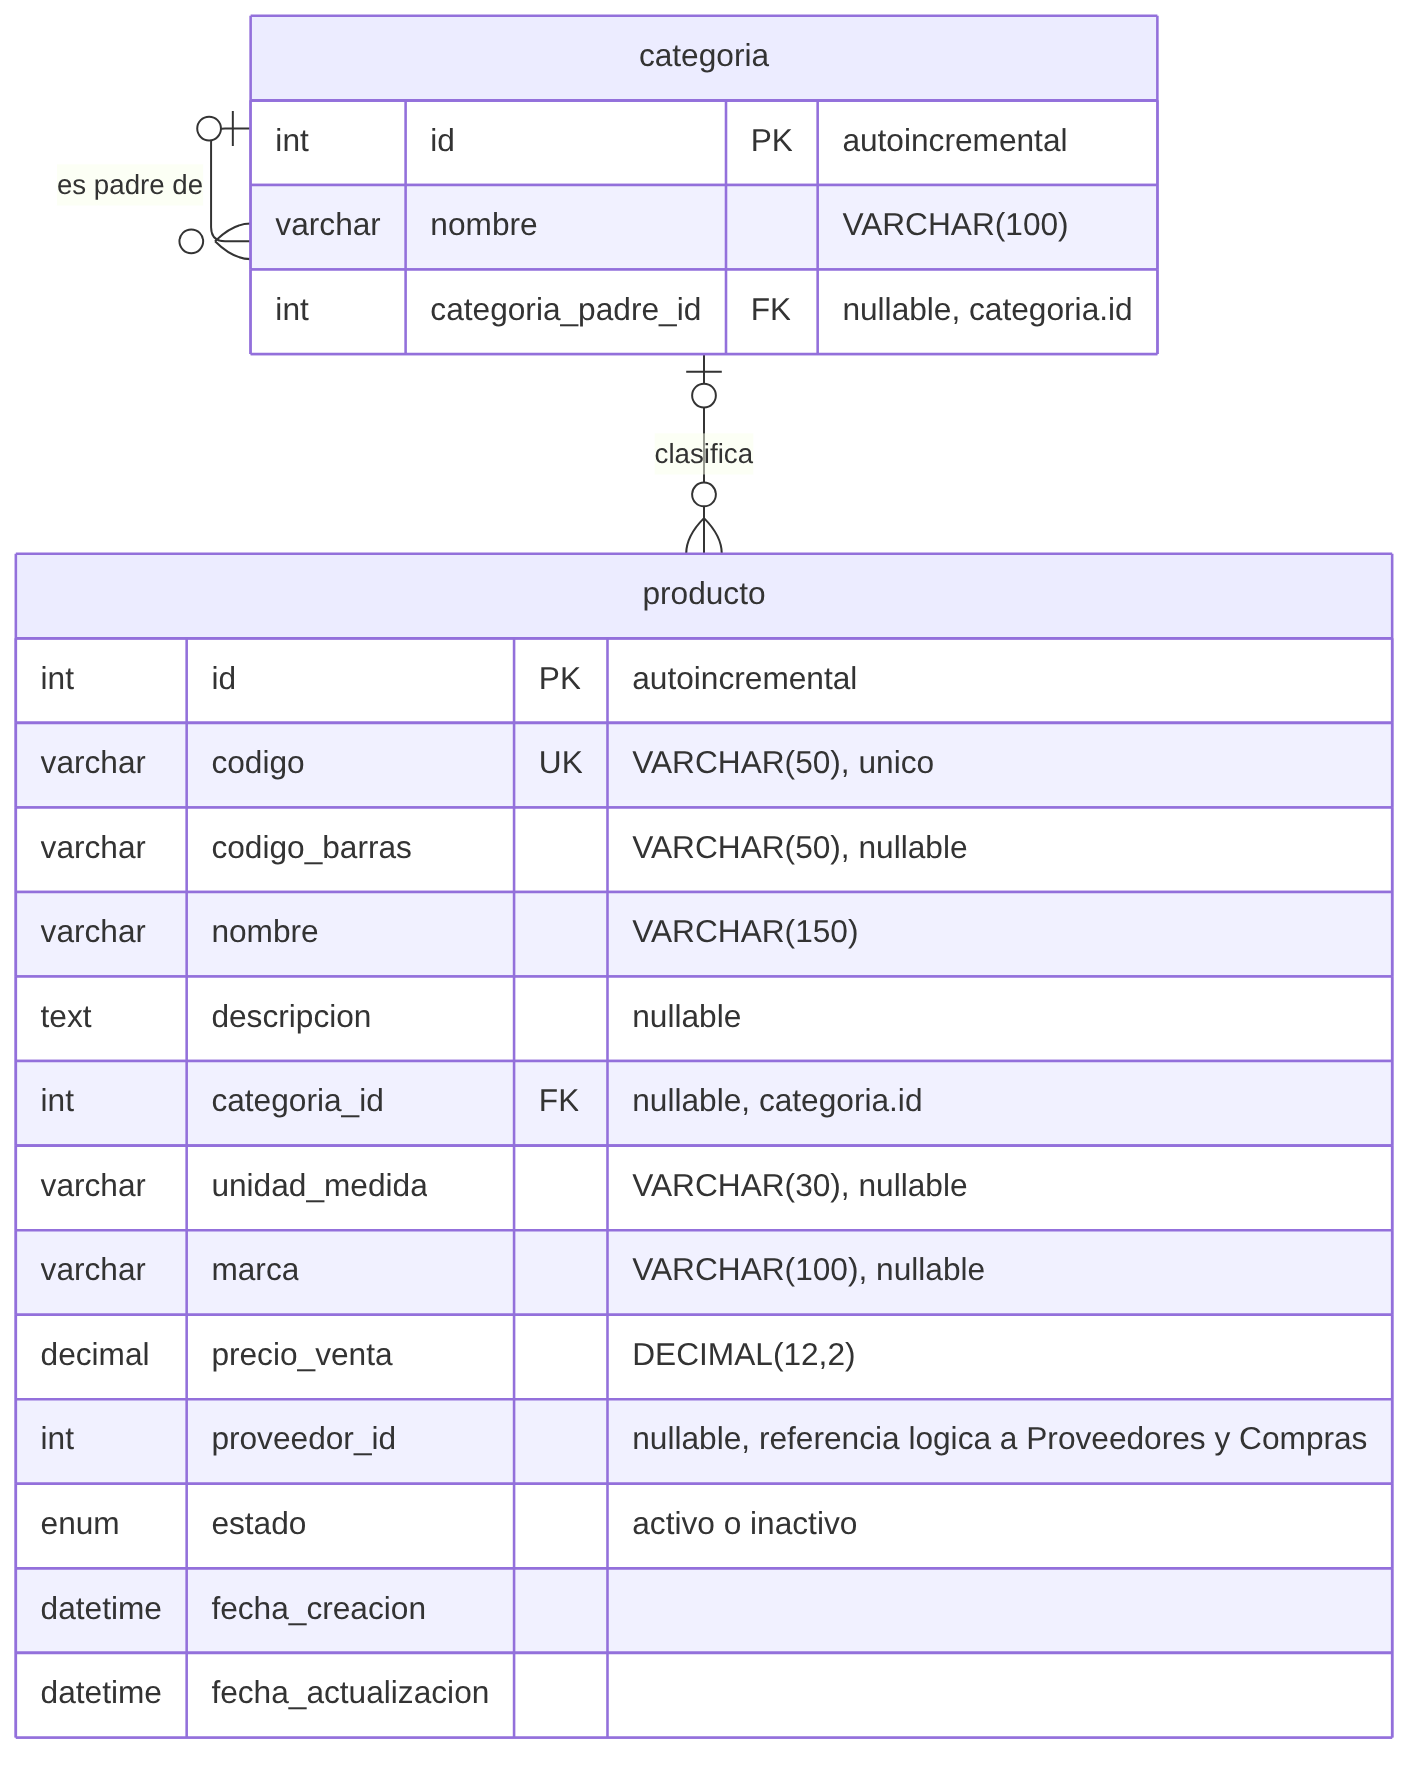 categoria
int id PK autoincremental
es padre de
varchar nombre VARCHAR(100)
int categoria_padre_id FK nullable, categoria.id
clasifica
producto
int id PK autoincremental
varchar codigo UK VARCHAR(50), unico
varchar codigo_barras VARCHAR(50), nullable
varchar nombre VARCHAR(150)
text descripcion nullable
int categoria_id FK nullable, categoria.id
varchar unidad_medida VARCHAR(30), nullable
varchar marca VARCHAR(100), nullable
decimal precio_venta DECIMAL(12,2)
int proveedor_id nullable, referencia logica a Proveedores y Compras
enum estado activo o inactivo
datetime fecha_creacion
datetime fecha_actualizacion